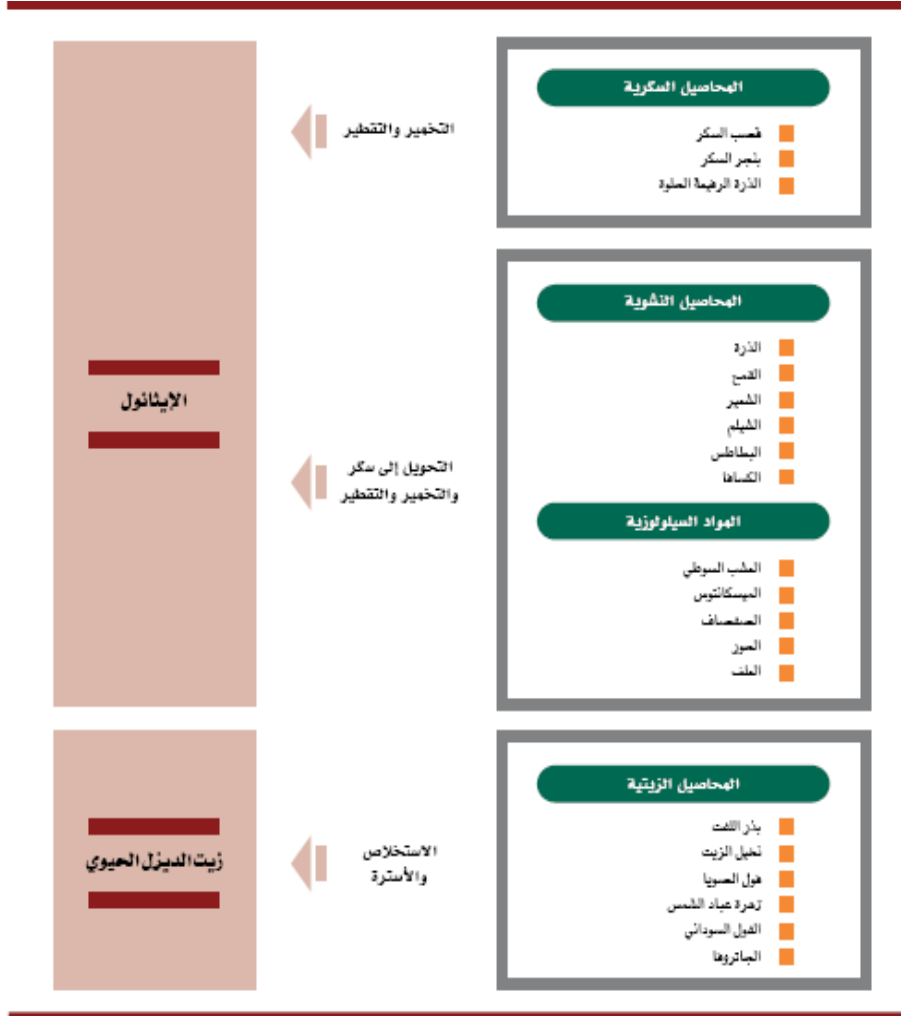 المحاصيل السكرية
قصب السكر
بنجر السكر
الذرة الرفيعة الحلوة
التخمير والتقطير
المحاصيل النشوية
الذرة
القمح
الشعير
الشيلم
البطاطس
الكسافا
المواد السيلولوزية
العشب السوطي
الميسكانتوس
الصفصاف
الحور
العلف
التحويل إلى سكر
والتخمير والتقطير
الإيثانول
المحاصيل الزيتية
بذر اللفت
نخيل الزيت
فول الصويا
زهرة عباد الشمس
الفول السوداني
الجاتروفا
الاستخلاص
والأسترة
زيت الديزل الحيوي